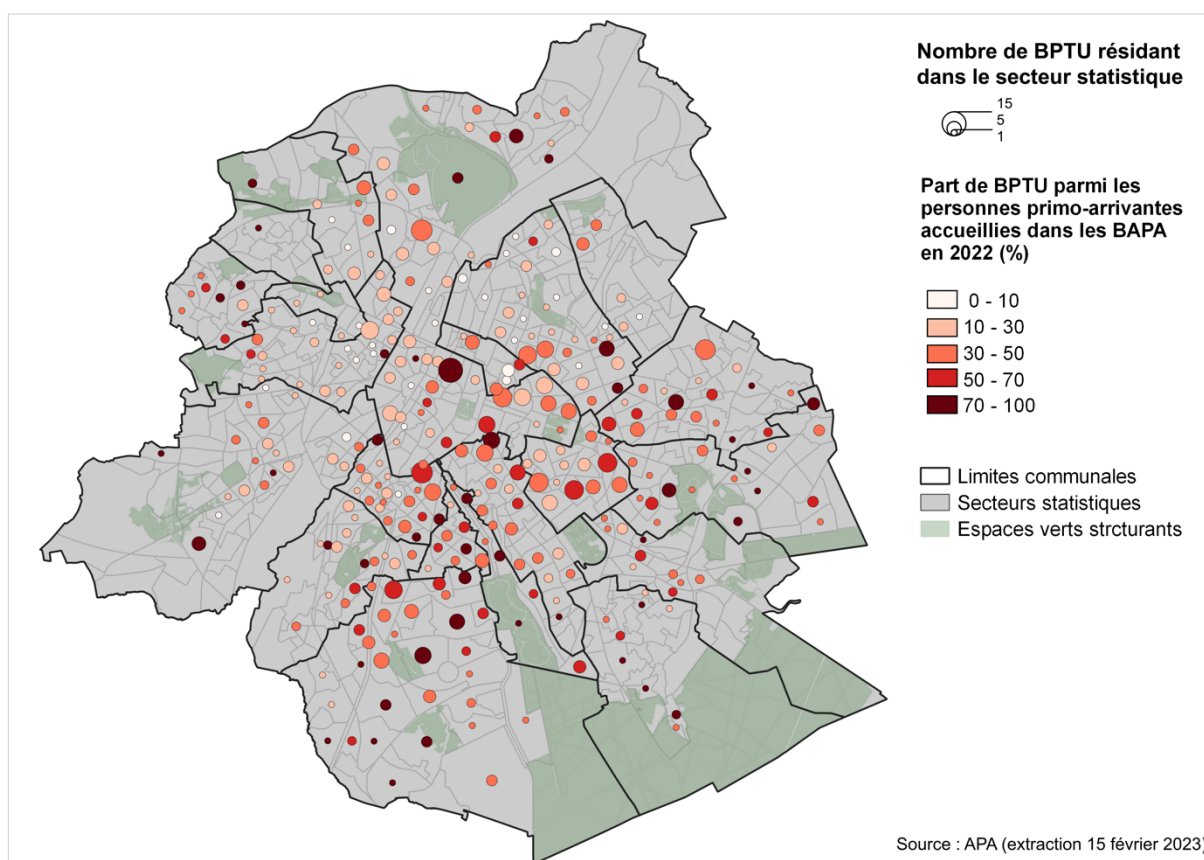 Nombre de BPTU résidant
dans le secteur statistique
15
5
1
Part de BPTU parmi les
personnes primo-arrivantes
accueillies dans les BAPA
en 2022 (%)
0 - 10
10 - 30
30 - 50
50 - 70
70 - 100
Limites communales
Secteurs statistiques
Espaces verts strcturants
Source : APA (extraction 15 février 2023)